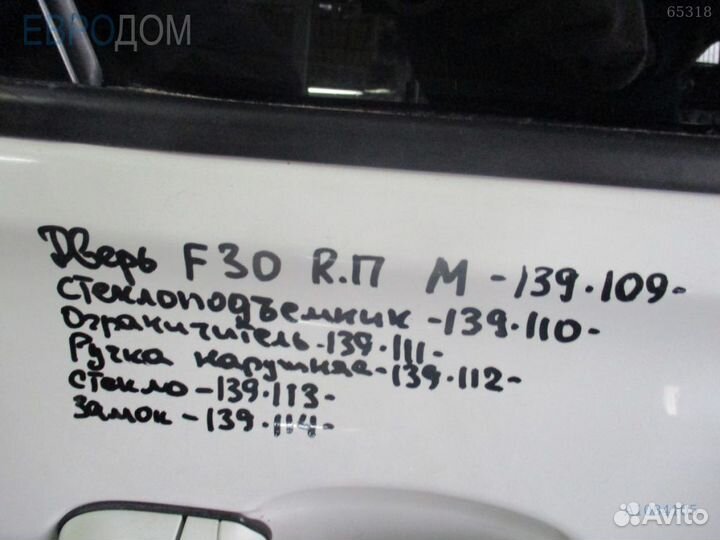 ЕВРОДОМ
65318
Дверь F30 R.П М -139.109-
Стеклоподъемник -139.110-
Ограничитель-139.111-
Ручка наружная-139.112-
Стекло-139.113-
Замок-139.114-
Avito